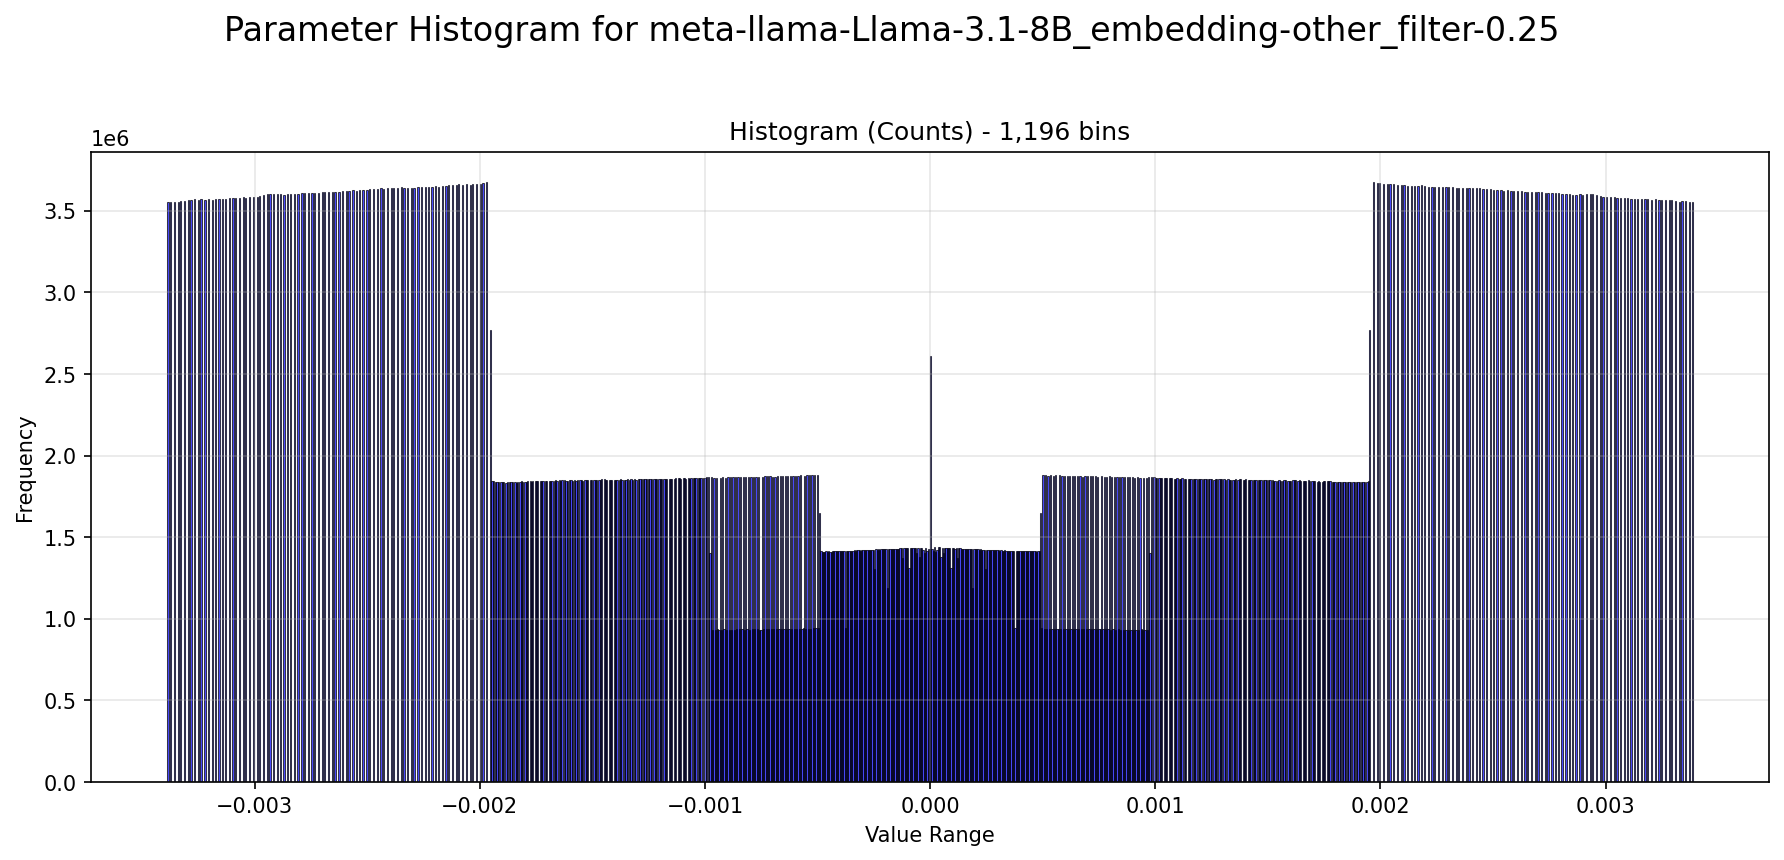 Parameter Histogram for meta-llama-Llama-3.1-8B_embedding-other_filter-0.25
Histogram (Counts) - 1,196 bins
1e6
3.5
3.0
2.5
2.0
1.5
1.0
0.5
0.0
Frequency
−0.003 −0.002 −0.001 0.000 0.001 0.002 0.003
Value Range